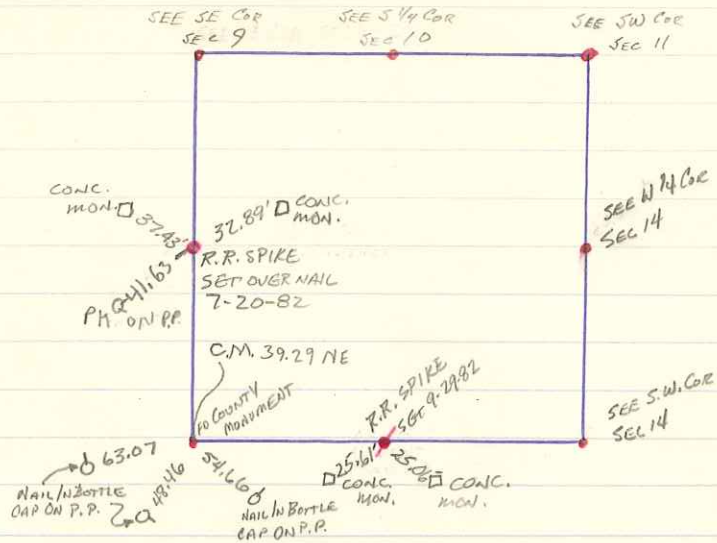 SEE SE COR
SEC 9
SEE S 1/4 COR
SEC 10
SEE SW COR
SEC 11
CONC.
MON.
37.43'
32.89'
CONC.
MON.
SEE W 1/4 COR
SEC 14
R.R. SPIKE
SET OVER NAIL
7-20-82
41.63
PK ON P.P.
C.M. 39.29 NE
FD COUNTY
MONUMENT
R.R. SPIKE
SET 9-29-82
SEE S.W. COR
SEC 14
63.07
NAIL IN BOTTLE
CAP ON P.P.
48.46
54.66
NAIL IN BOTTLE
CAP ON P.P.
25.61'
CONC.
MON.
25.06
CONC.
MON.